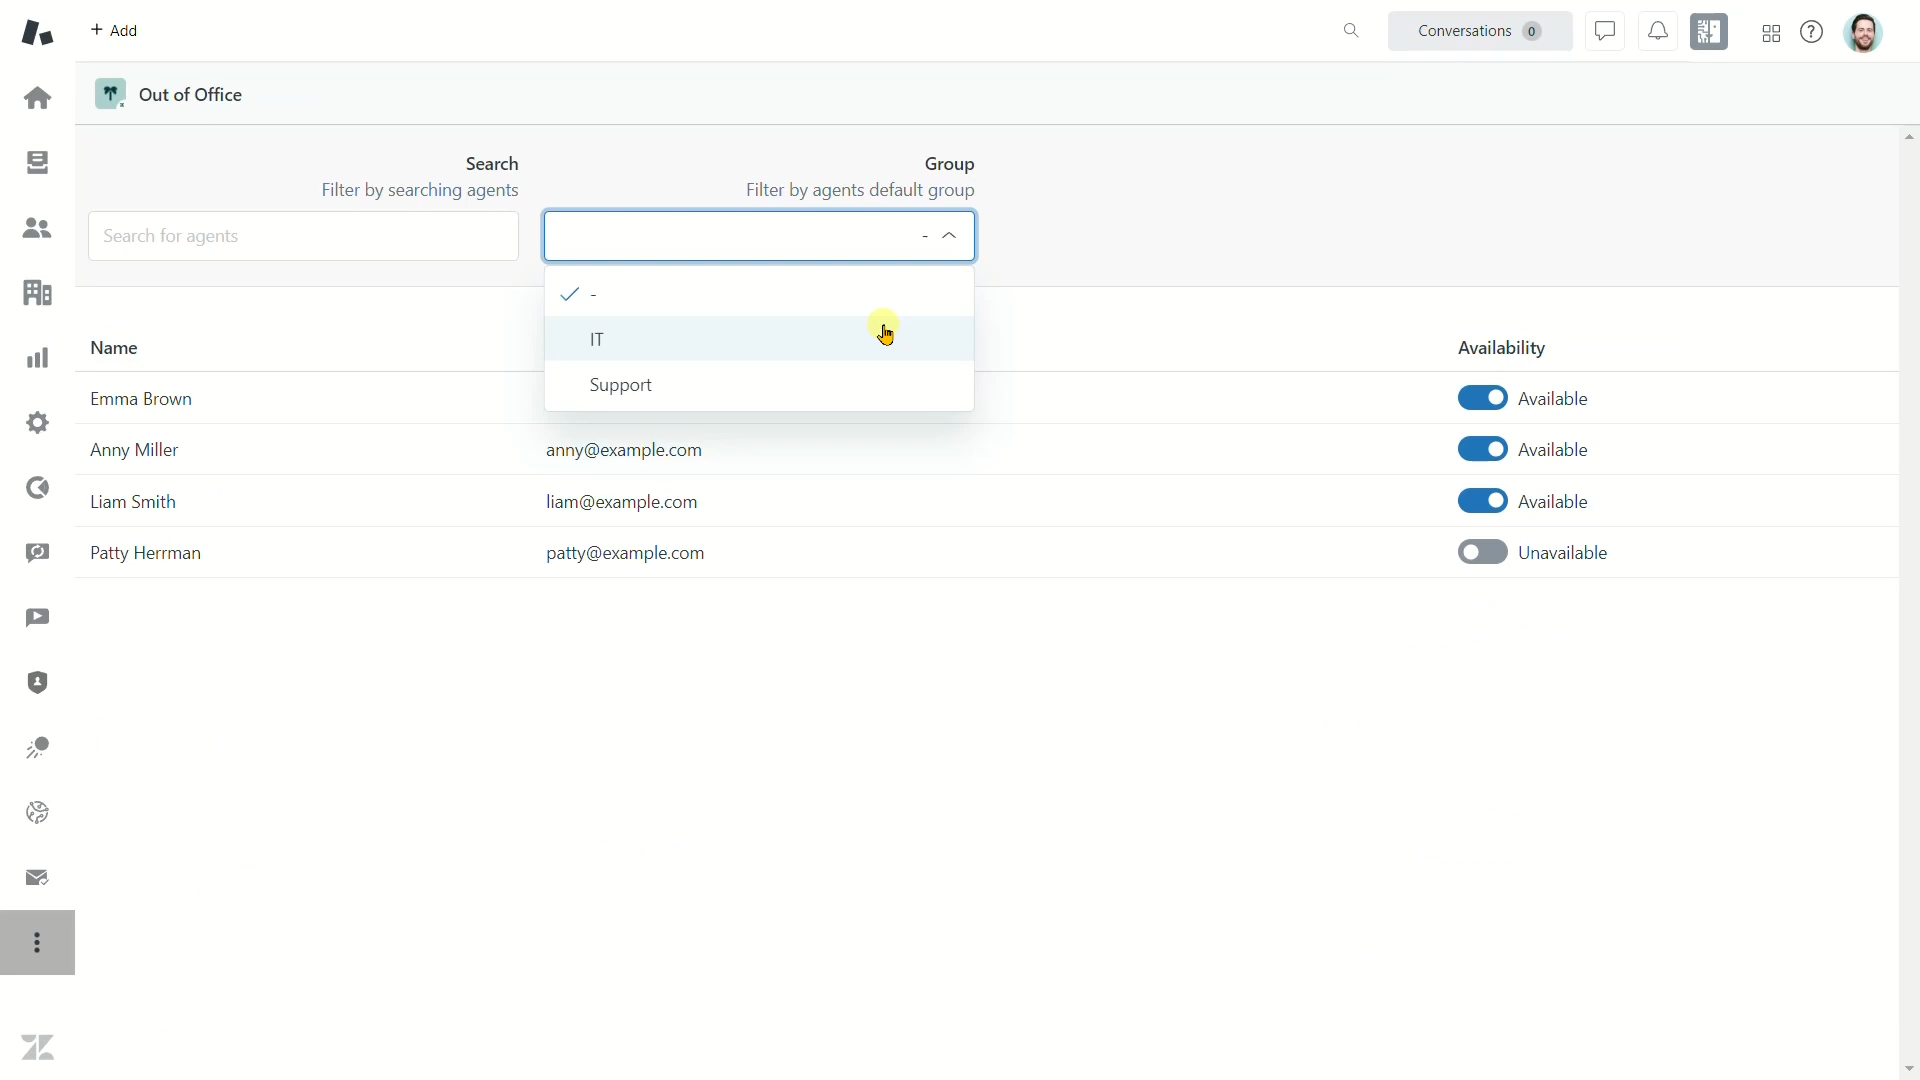 + Add
Conversations 0
Out of Office
Search
Filter by searching agents
Search for agents
Group
Filter by agents default group
-
-
IT
Support
Name
Availability
Emma Brown
Available
Anny Miller
anny@example.com
Available
Liam Smith
liam@example.com
Available
Patty Herrman
patty@example.com
Unavailable